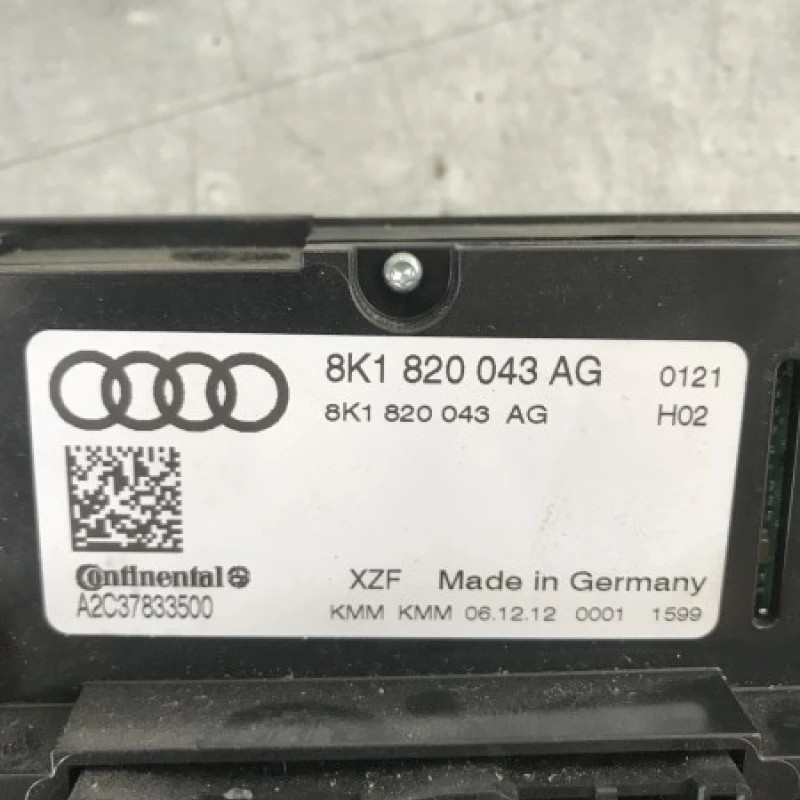 8K1 820 043 AG 0121
8K1 820 043 AG H02
Continental XZF Made in Germany
A2C37833500 KMM KMM 06.12.12 0001 1599